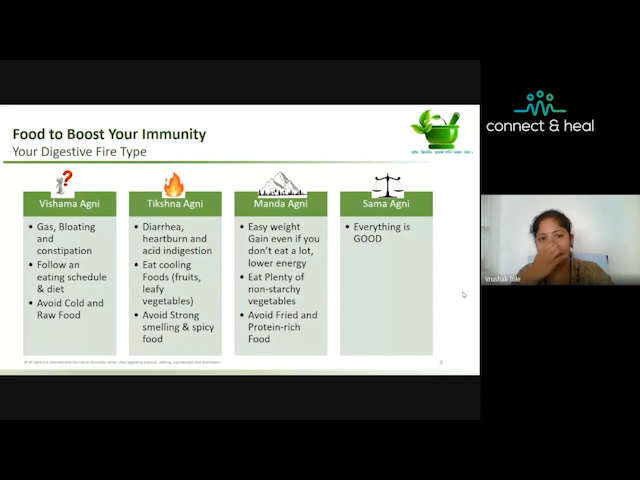 Food to Boost Your Immunity
Your Digestive Fire Type
connect & heal
Vishama Agni
• Gas, Bloating
and
constipation
• Follow an
eating schedule
& diet
• Avoid Cold and
Raw Food
Tikshna Agni
• Diarrhea,
heartburn and
acid indigestion
• Eat cooling
Foods (fruits,
leafy
vegetables)
• Avoid Strong
smelling & spicy
food
Manda Agni
• Easy weight
Gain even if you
don't eat a lot,
lower energy
• Eat Plenty of
non-starchy
vegetables
• Avoid Fried and
Protein-rich
Food
Sama Agni
• Everything is
GOOD
Vrushali Tole